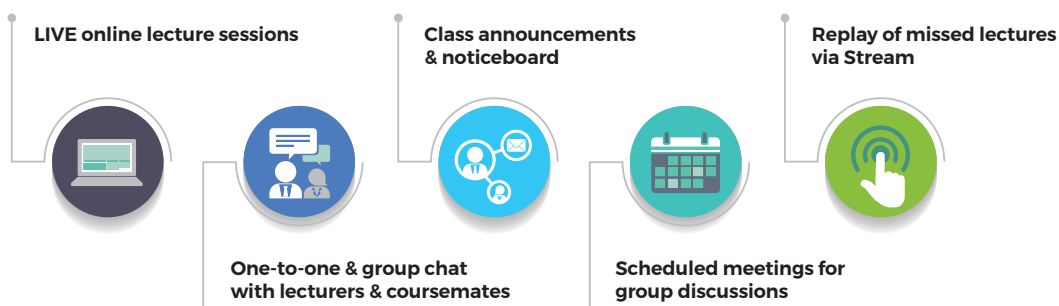 LIVE online lecture sessions
Class announcements
& noticeboard
Replay of missed lectures
via Stream
One-to-one & group chat
with lecturers & coursemates
Scheduled meetings for
group discussions